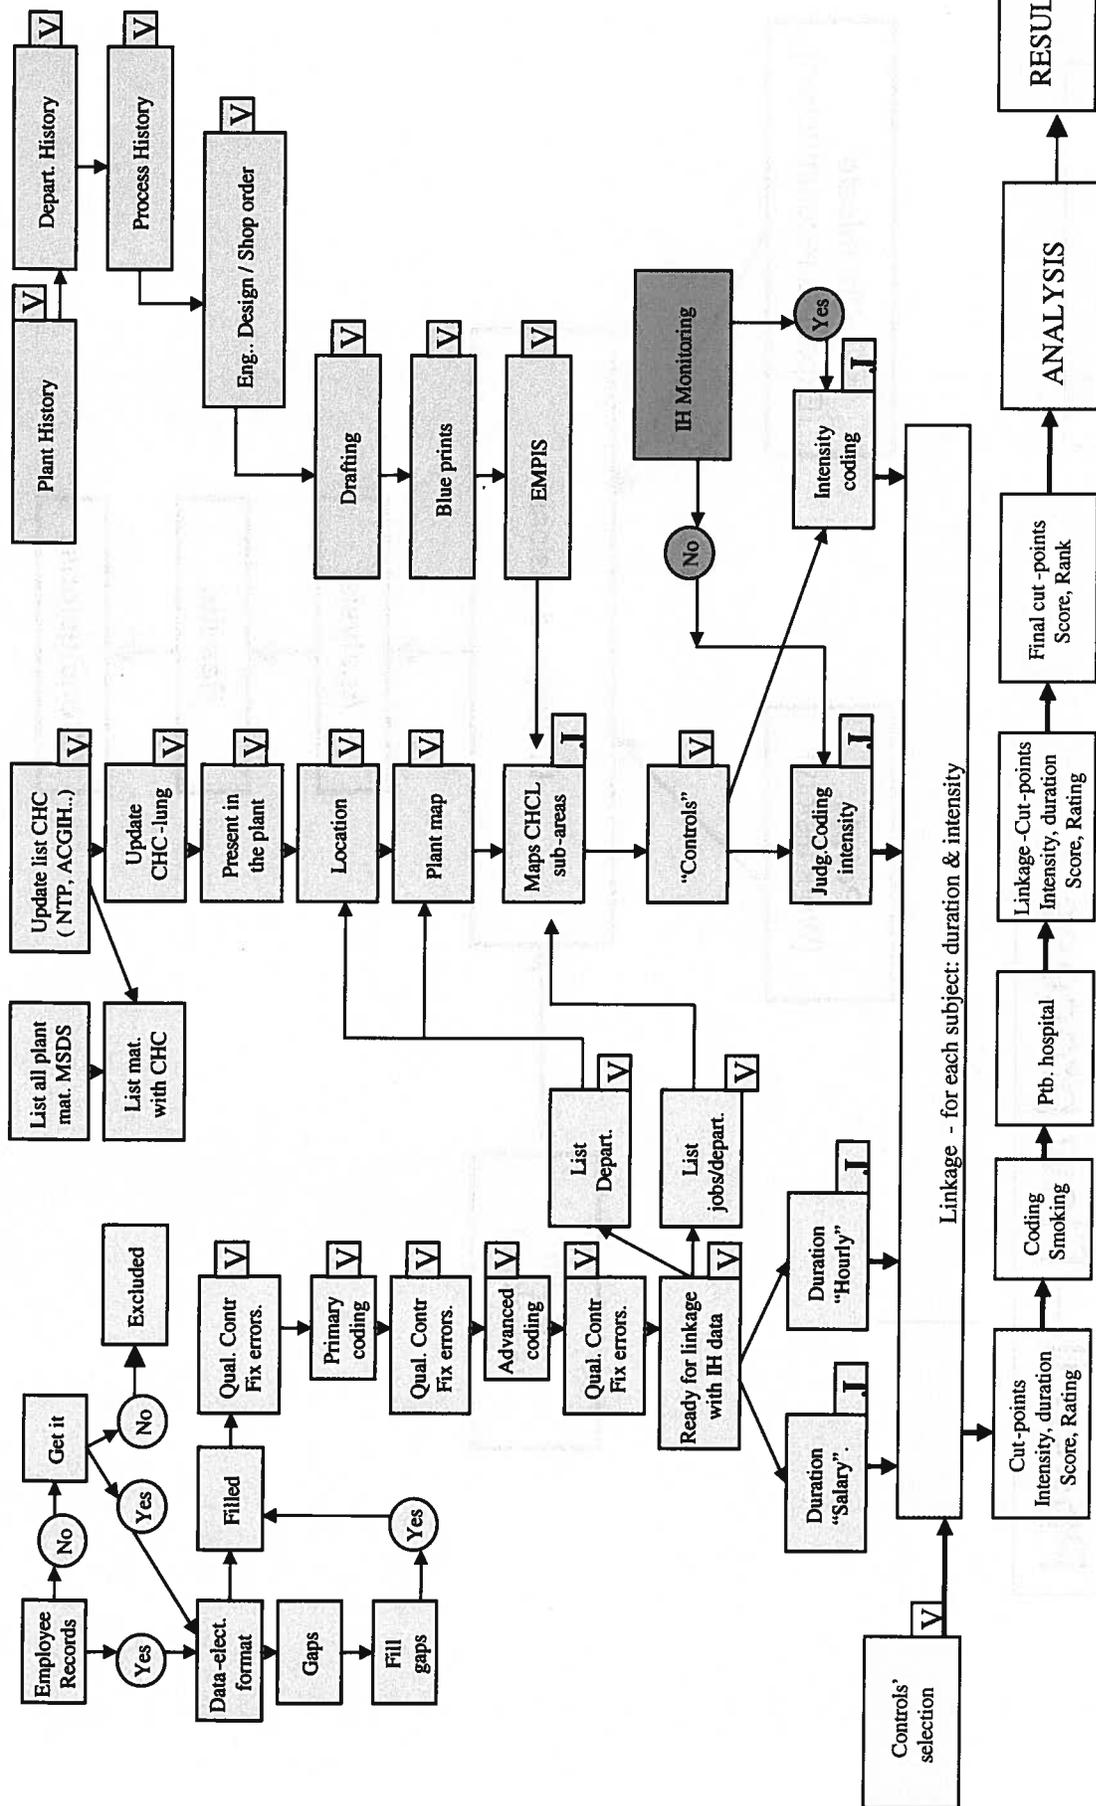 Employee
Records
No
Get it
Yes
Yes
No
Excluded
Data-elect.
format
Filled
Gaps
Fill
gaps
Yes
Qual. Contr
Fix errors.
V
Primary
coding
V
Qual. Contr
Fix errors.
V
Advanced
coding
V
Qual. Contr
Fix errors.
V
Ready for linkage
with IH data
V
List
Depart.
V
List
jobs/depart.
V
Duration
“Salary”.
J
Duration
“Hourly”
J
List all plant
mat. MSDS
List mat.
with CHC
Update list CHC
( NTP, ACGIH..)
V
Update
CHC-lung
V
Present in
the plant
V
Location
V
Plant map
V
Maps CHCL
sub-areas
J
“Controls”
V
Judg.Coding
intensity
J
Plant History
V
Depart. History
V
Process History
V
Eng.. Design / Shop order
V
Drafting
V
Blue prints
V
EMPIS
V
IH Monitoring
No
Yes
Intensity
coding
J
Controls'
selection
V
Linkage - for each subject: duration & intensity
Cut-points
Intensity, duration
Score, Rating
Coding
Smoking
Ptb. hospital
Linkage -Cut-points
Intensity, duration
Score, Rating
Final cut-points
Score, Rank
ANALYSIS
RESUL